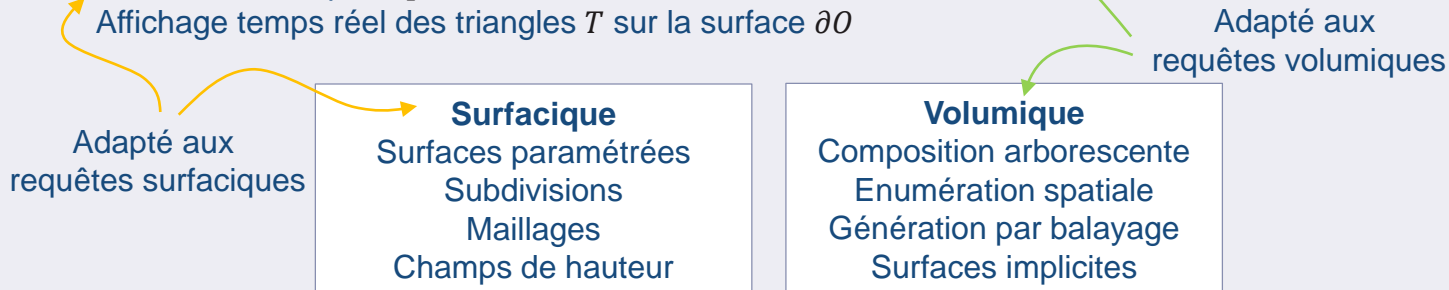 Affichage temps réel des triangles T sur la surface ∂O
Adapté aux
requêtes volumiques
Adapté aux
requêtes surfaciques
Surfacique
Surfaces paramétrées
Subdivisions
Maillages
Champs de hauteur
Volumique
Composition arborescente
Enumération spatiale
Génération par balayage
Surfaces implicites